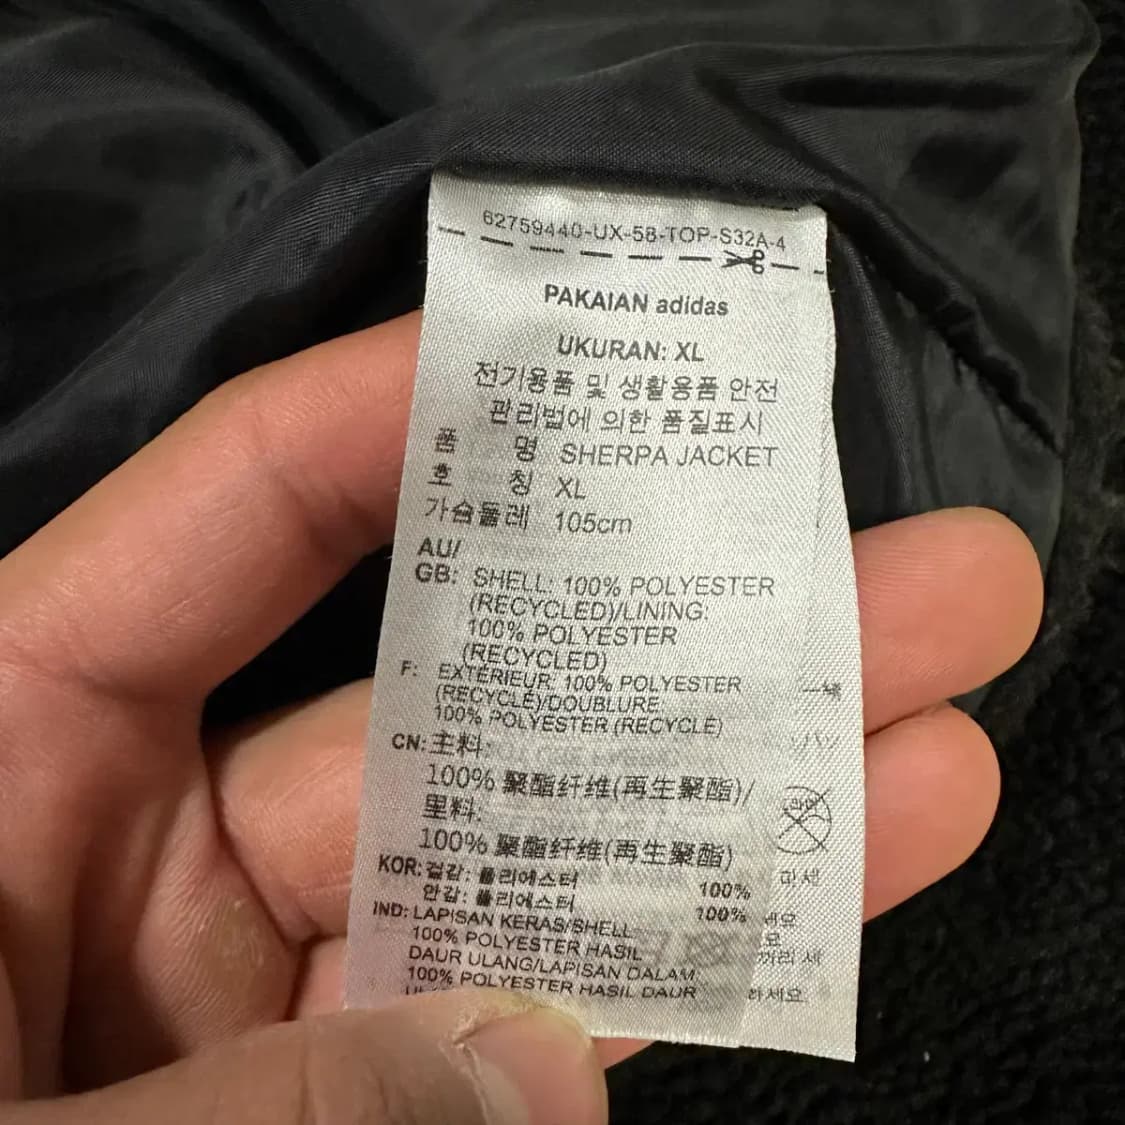 62759440-UX-58-TOP-S32A-4
PAKAIAN adidas
UKURAN: XL
전기용품 및 생활용품 안전
관리법에 의한 품질표시
품 명 SHERPA JACKET
호 칭 XL
가슴둘레 105cm
AU/
GB: SHELL: 100% POLYESTER
(RECYCLED)/LINING:
100% POLYESTER
(RECYCLED)
F: EXTÉRIEUR: 100% POLYESTER
(RECYCLÉ)/DOUBLURE:
100% POLYESTER (RECYCLÉ)
CN: 主料:
100% 聚酯纤维(再生聚酯)/
里料:
100% 聚酯纤维(再生聚酯)
KOR: 겉감: 폴리에스터 100%
안감: 폴리에스터 100%
IND: LAPISAN KERAS/SHELL
100% POLYESTER HASIL
DAUR ULANG/LAPISAN DALAM:
100% POLYESTER HASIL DAUR